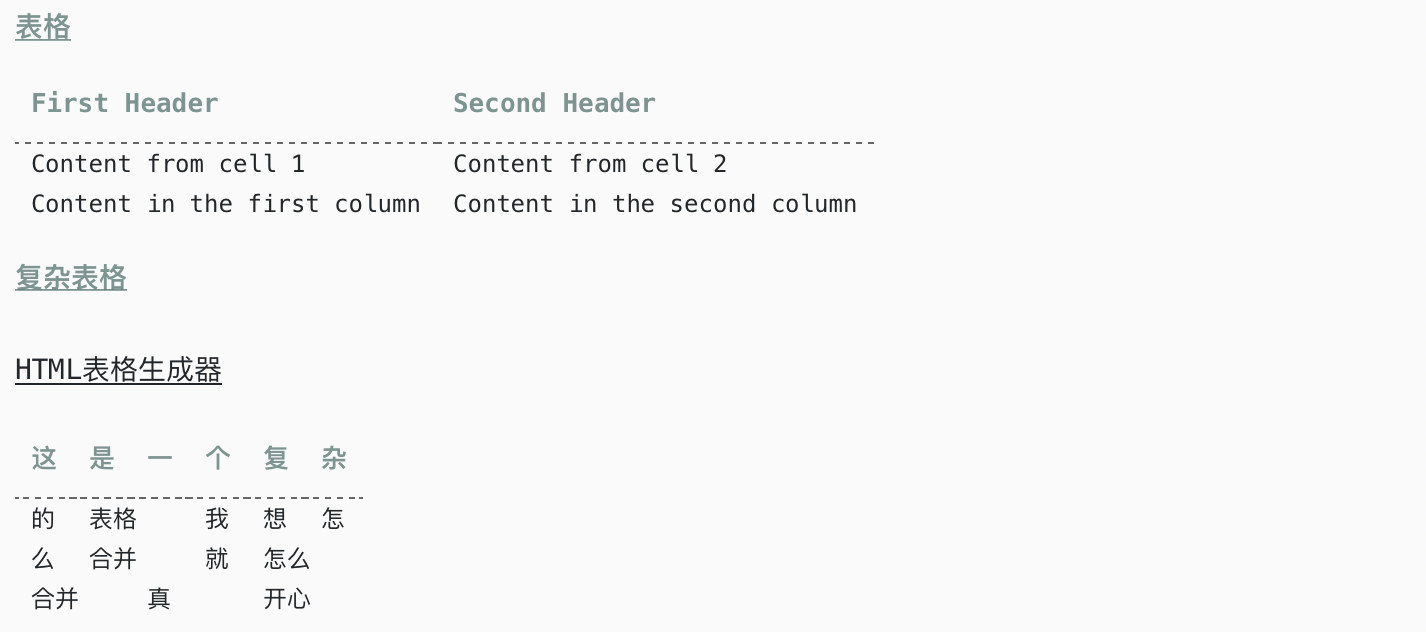 表格
First Header Second Header
Content from cell 1 Content from cell 2
Content in the first column Content in the second column
复杂表格
HTML表格生成器
这 是 一 个 复 杂
的 表格 我 想 怎
么 合并 就 怎么
合并 真 开心